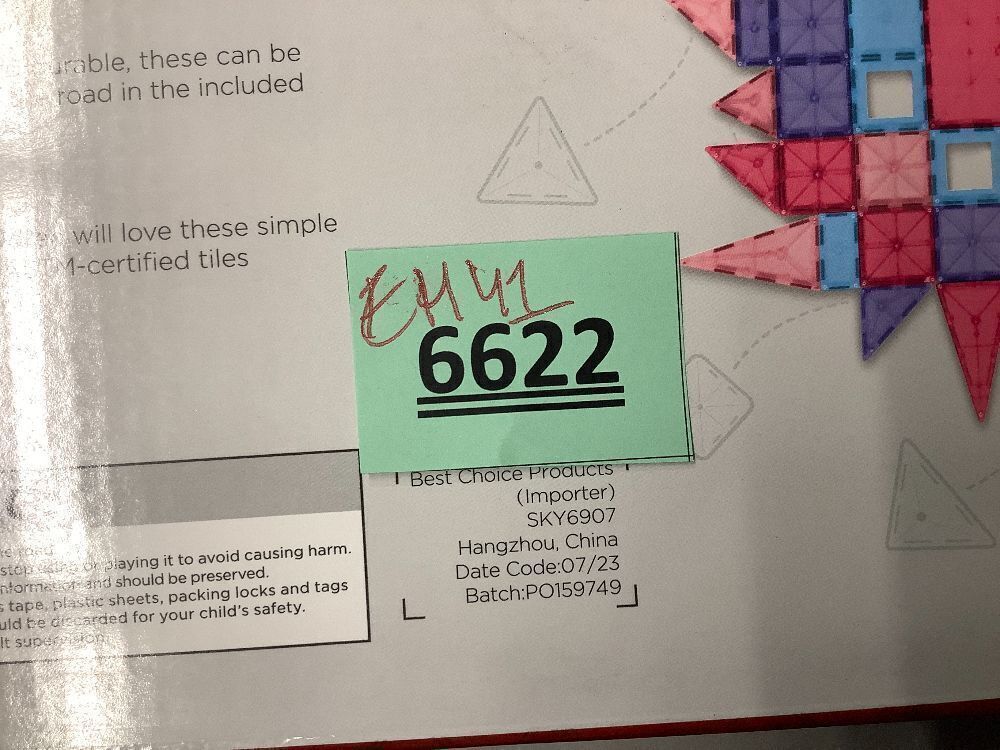 these can be
road in the included
will love these simple
-certified tiles
EH41
6622
Best Choice Products
(Importer)
SKY6907
Hangzhou, China
Date Code:07/23
Batch:PO159749
playing it to avoid causing harm.
and should be preserved.
tape, plastic sheets, packing locks and tags
be discarded for your child's safety.